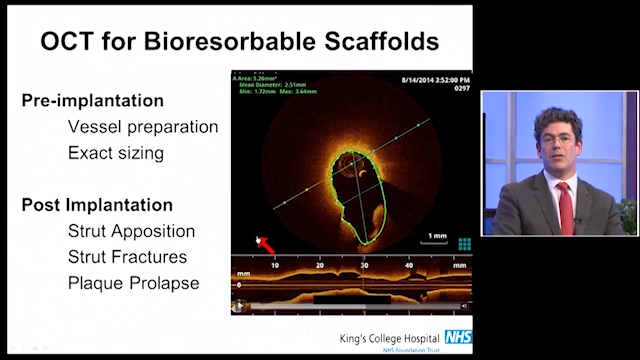 OCT for Bioresorbable Scaffolds
Pre-implantation
Vessel preparation
Exact sizing
Post Implantation
Strut Apposition
Strut Fractures
Plaque Prolapse
A Area: 5.26mm²
Mean Diameter: 2.51mm
Min: 1.72mm Max: 3.64mm
8/14/2014 3:52:00 PM
0297
1 mm
mm 10 20 30 40 mm
0
King's College Hospital NHS
NHS Foundation Trust